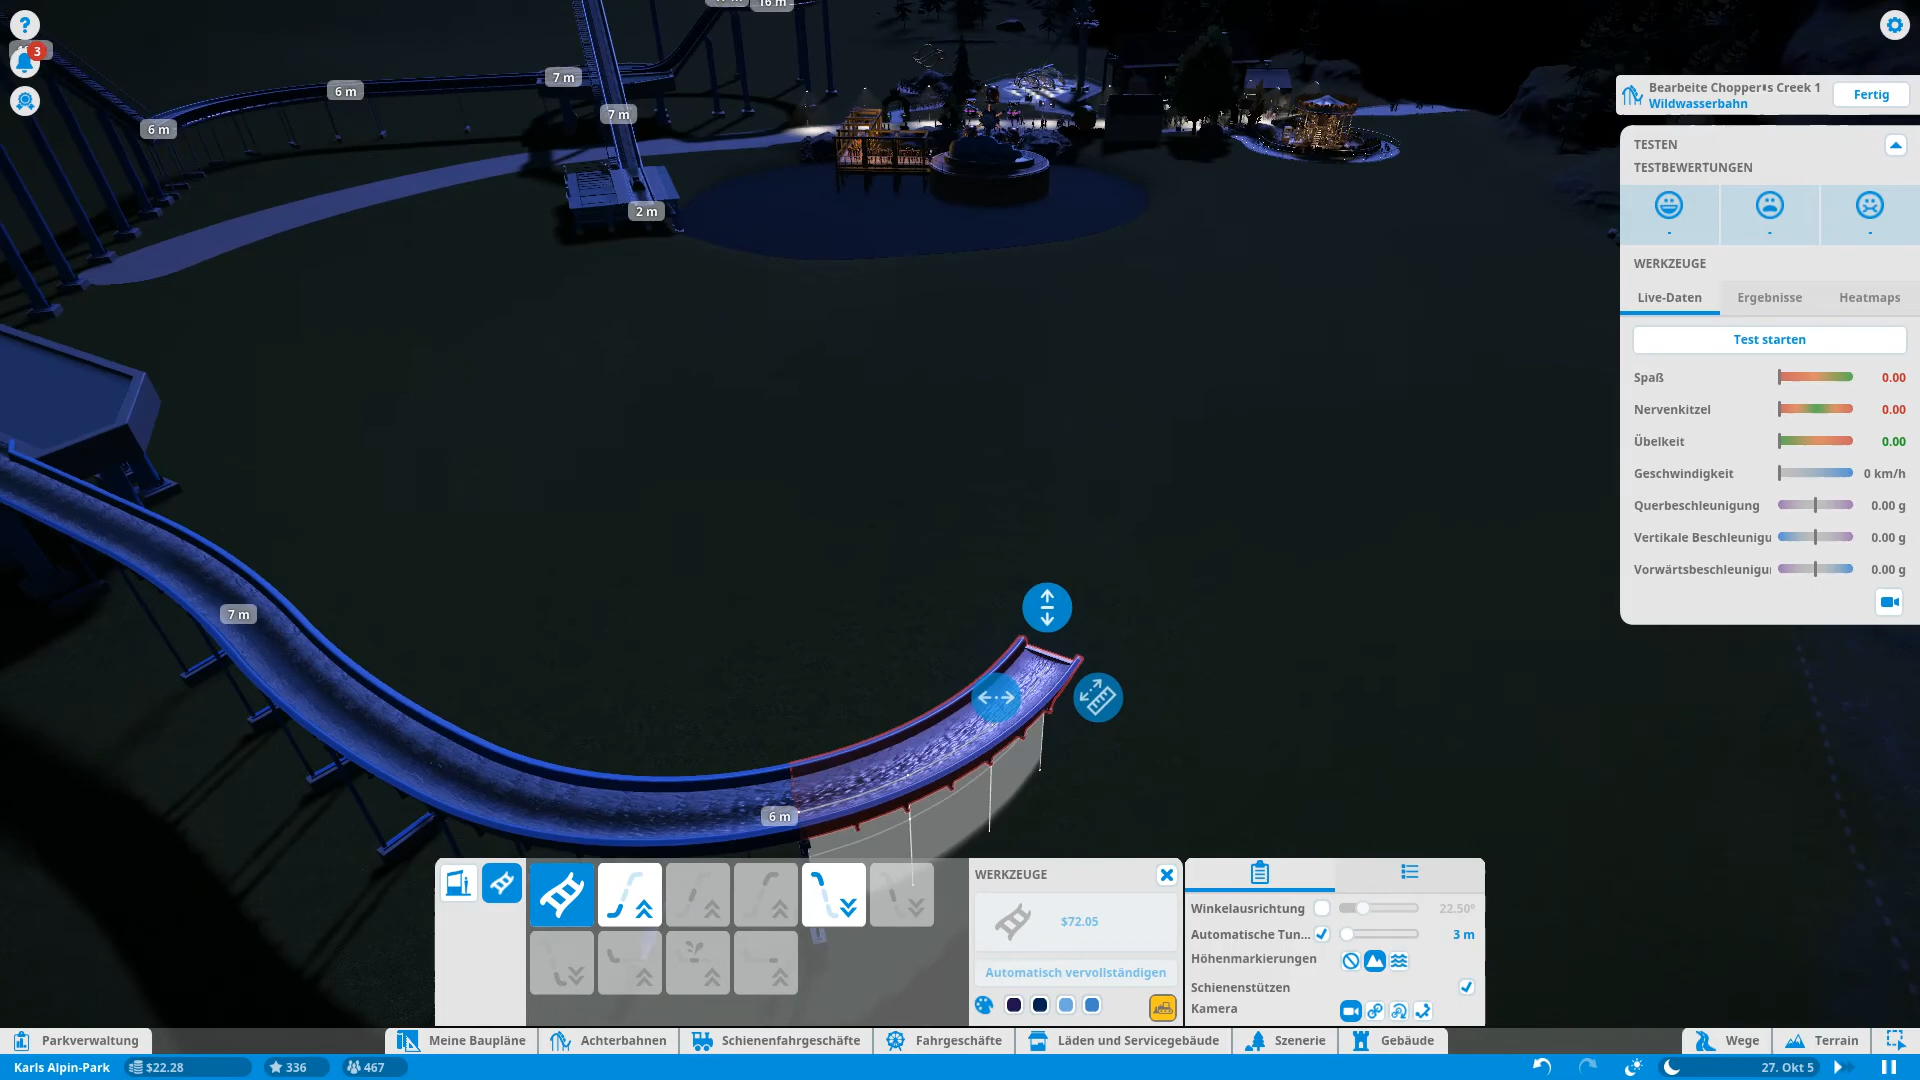 16 m
3
7 m
6 m
7 m
6 m
2 m
7 m
6 m
Bearbeite Chopper's Creek 1
Wildwasserbahn
Fertig
TESTEN
TESTBEWERTUNGEN
-
-
-
WERKZEUGE
Live-Daten
Ergebnisse
Heatmaps
Test starten
Spaß 0.00
Nervenkitzel 0.00
Übelkeit 0.00
Geschwindigkeit 0 km/h
Querbeschleunigung 0.00 g
Vertikale Beschleunigu 0.00 g
Vorwärtsbeschleunigu 0.00 g
WERKZEUGE
$72.05
Automatisch vervollständigen
Winkelausrichtung 22.50°
Automatische Tun... 3 m
Höhenmarkierungen
Schienenstützen
Kamera
Parkverwaltung
Meine Baupläne
Achterbahnen
Schienenfahrgeschäfte
Fahrgeschäfte
Läden und Servicegebäude
Szenerie
Gebäude
Wege
Terrain
Karls Alpin-Park
$22.28
336
467
27. Okt 5